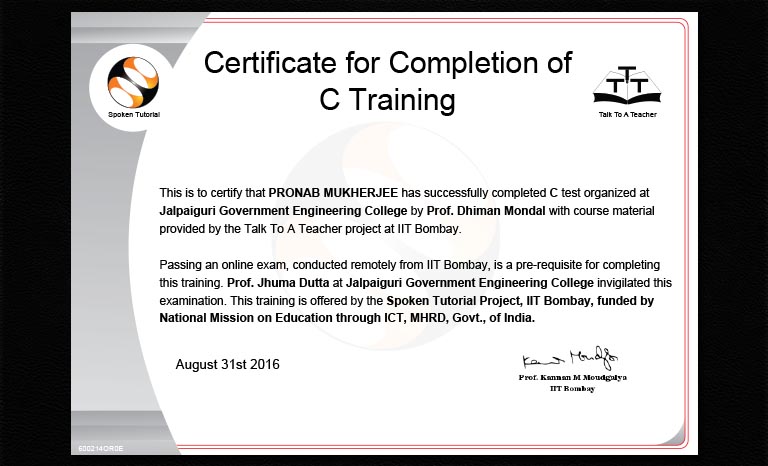 Certificate for Completion of
C Training
Spoken Tutorial
TTT
Talk To A Teacher
This is to certify that PRONAB MUKHERJEE has successfully completed C test organized at
Jalpaiguri Government Engineering College by Prof. Dhiman Mondal with course material
provided by the Talk To A Teacher project at IIT Bombay.
Passing an online exam, conducted remotely from IIT Bombay, is a pre-requisite for completing
this training. Prof. Jhuma Dutta at Jalpaiguri Government Engineering College invigilated this
examination. This training is offered by the Spoken Tutorial Project, IIT Bombay, funded by
National Mission on Education through ICT, MHRD, Govt., of India.
August 31st 2016
Prof. Kannan M Moudgalya
IIT Bombay